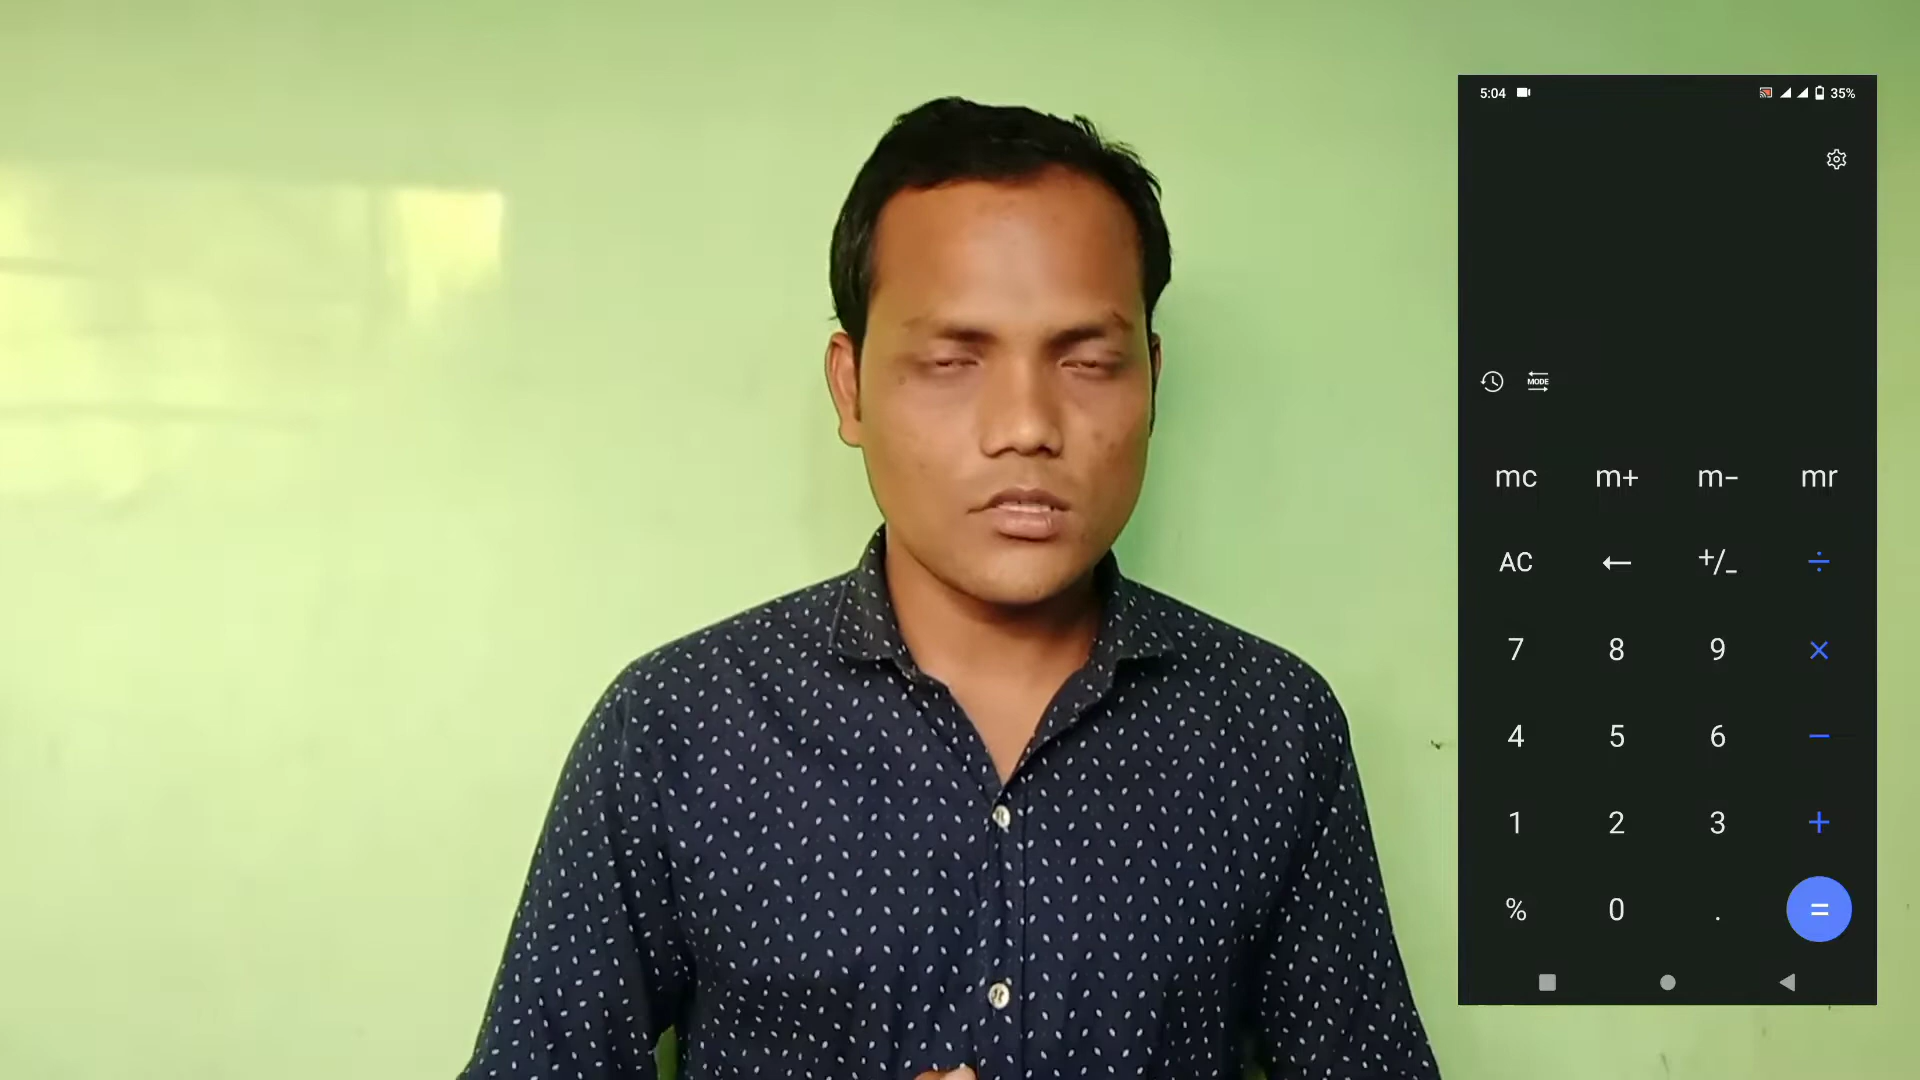 5:04 35%
MODE
mc m+ m− mr
AC ← +/− ÷
7 8 9 ×
4 5 6 −
1 2 3 +
% 0 . =